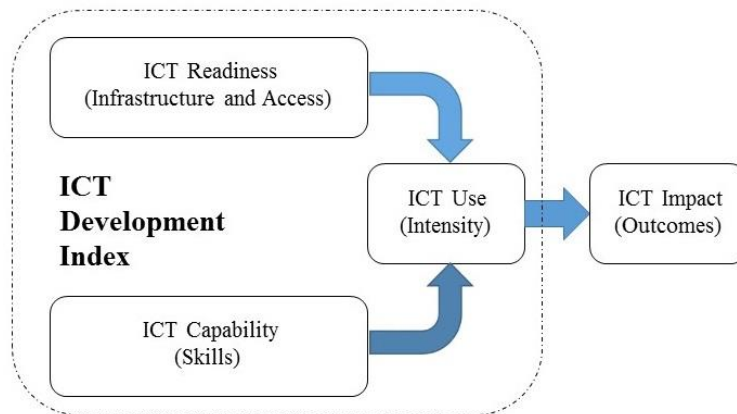 ICT Readiness
(Infrastructure and Access)
ICT
Development
Index
ICT Use
(Intensity)
ICT Impact
(Outcomes)
ICT Capability
(Skills)